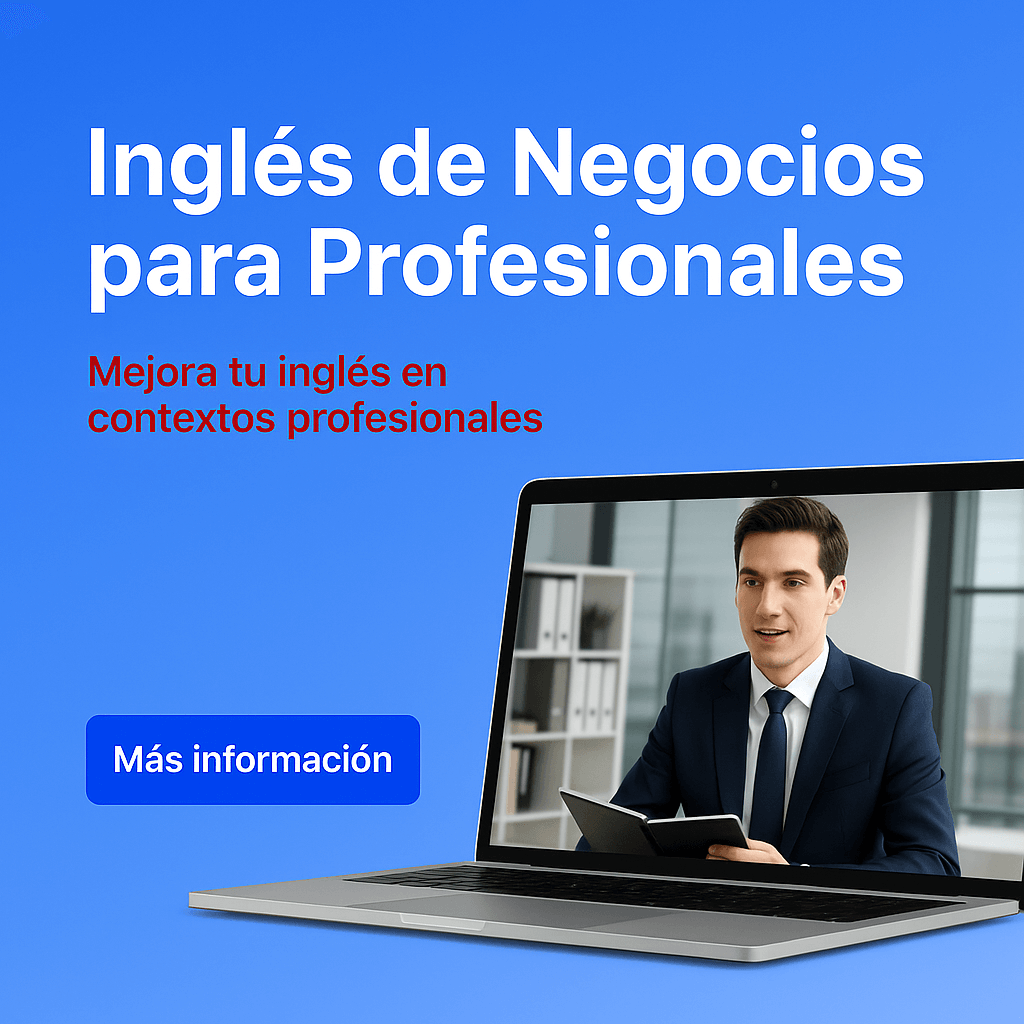 Inglés de Negocios
para Profesionales
Mejora tu inglés en
contextos profesionales
Más información